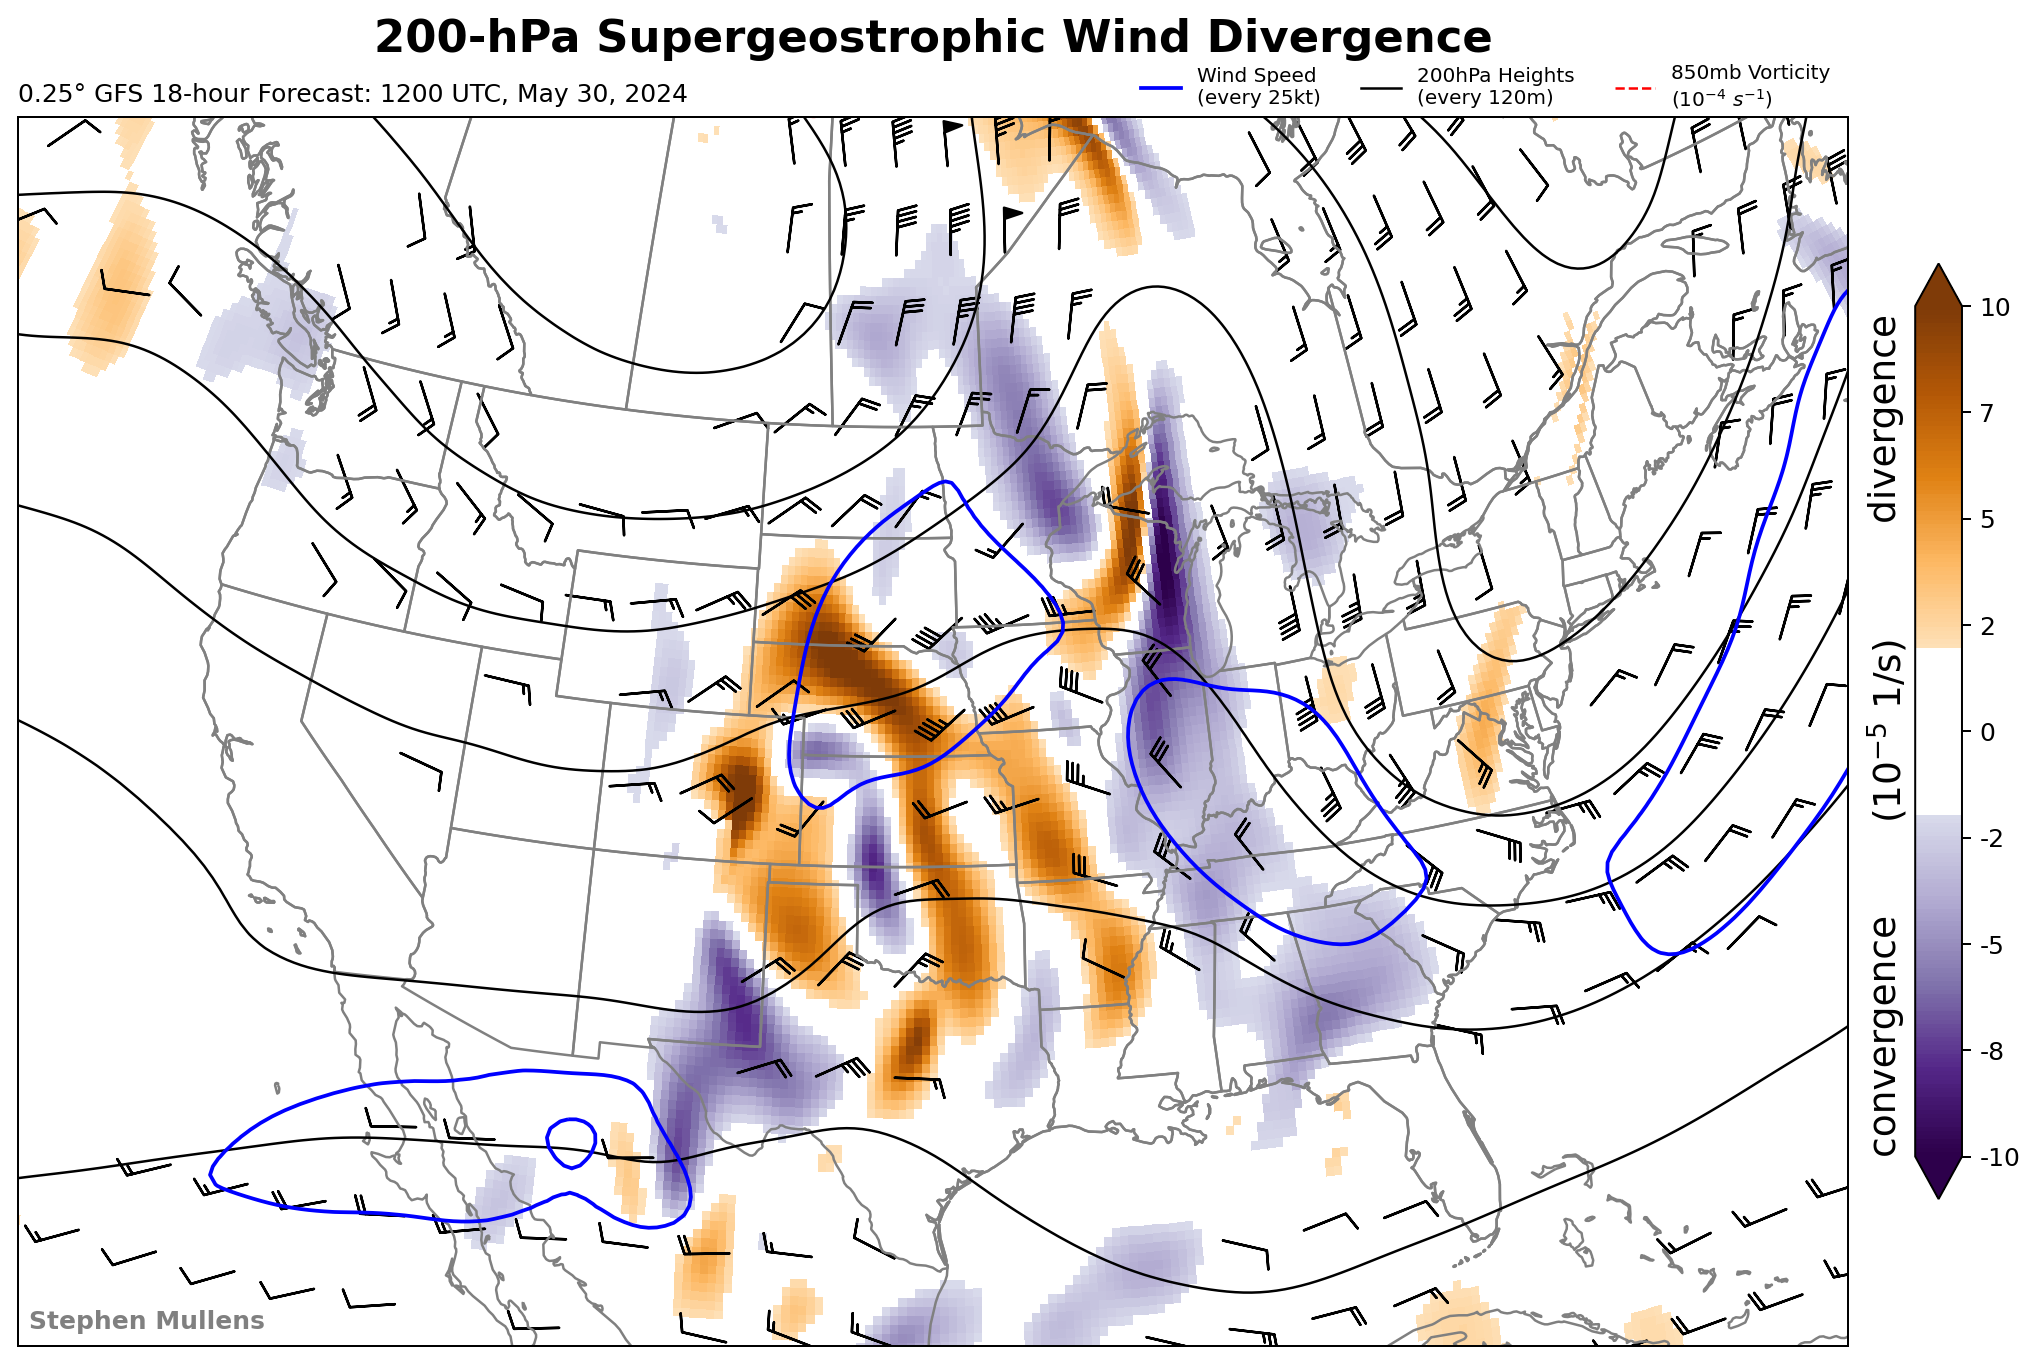 200-hPa Supergeostrophic Wind Divergence
0.25° GFS 18-hour Forecast: 1200 UTC, May 30, 2024
Wind Speed
(every 25kt)
200hPa Heights
(every 120m)
850mb Vorticity
(10⁻⁴ s⁻¹)
10
7
5
2
0
-2
-5
-8
-10
convergence (10⁻⁵ 1/s) divergence
Stephen Mullens